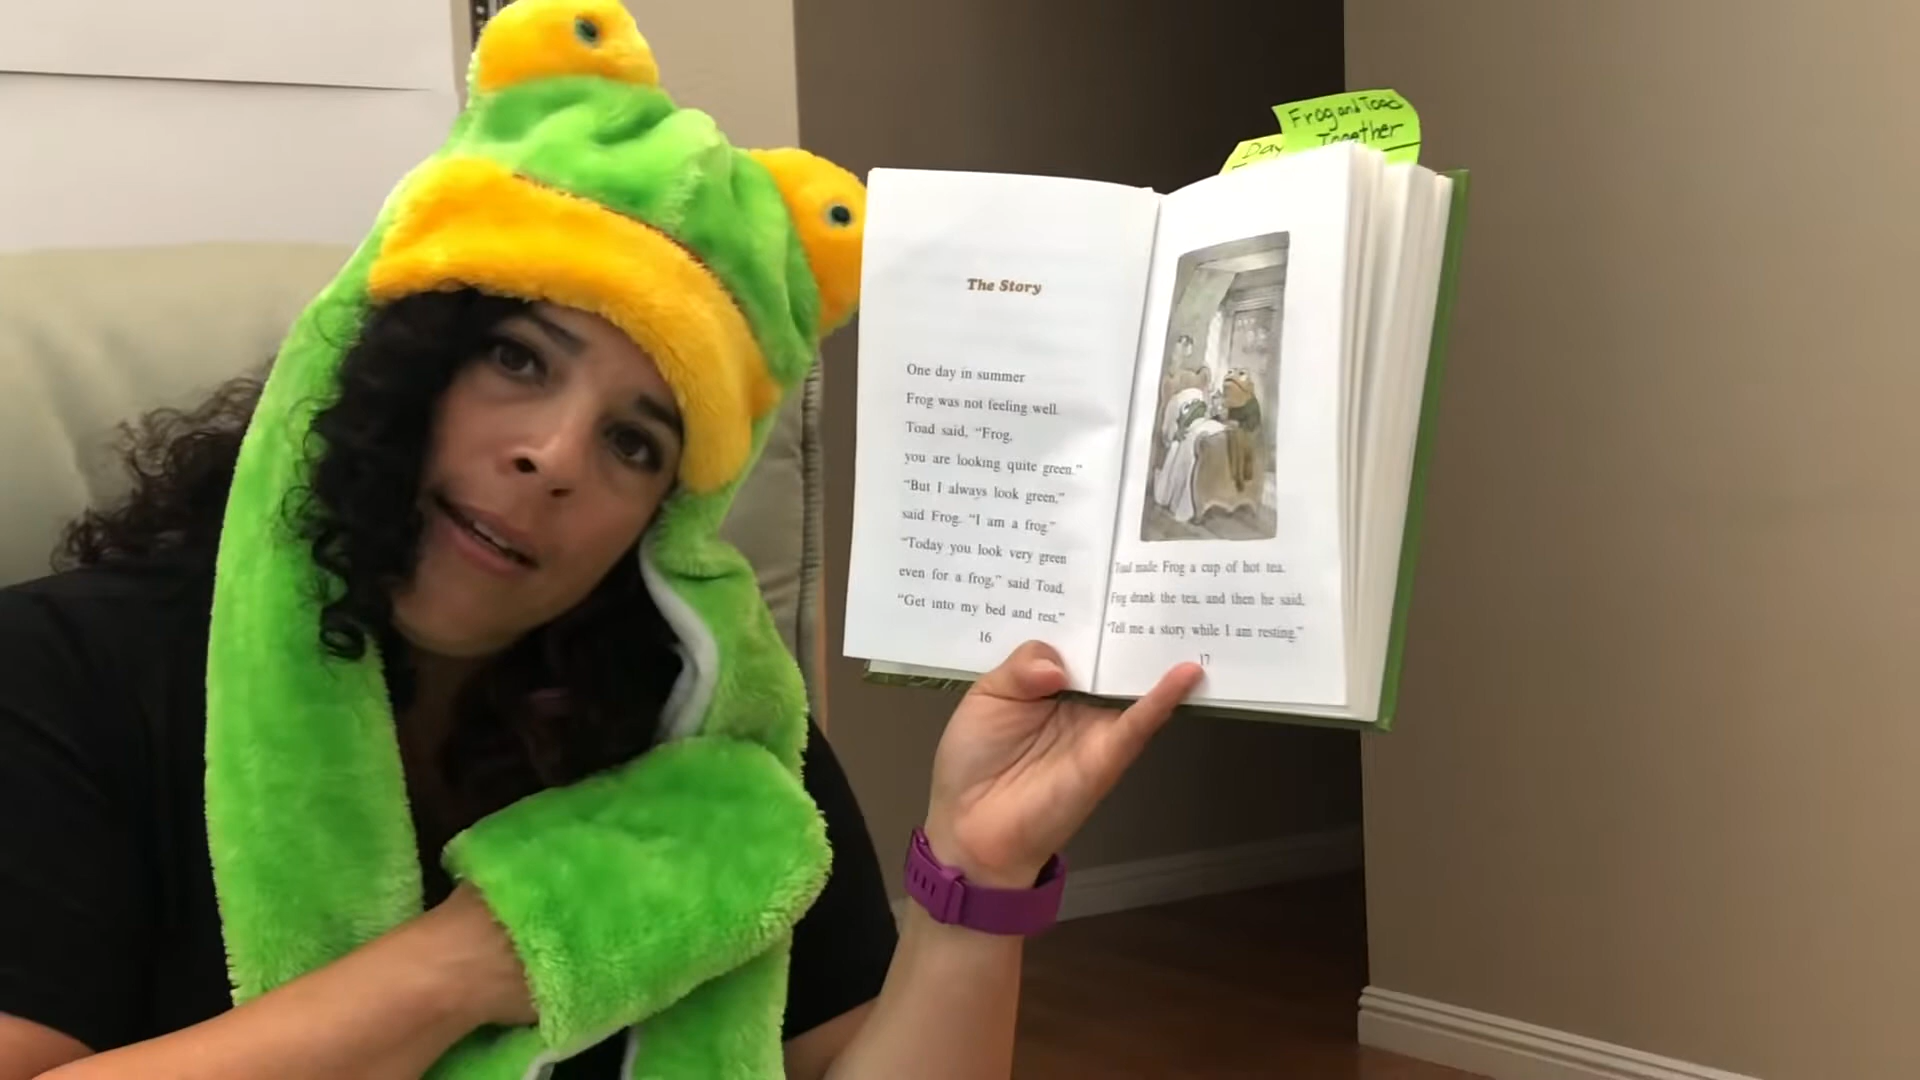 Frog and Toad
Together
Day
The Story
One day in summer
Frog was not feeling well.
Toad said, “Frog,
you are looking quite green.”
“But I always look green,”
said Frog. “I am a frog.”
“Today you look very green
even for a frog,” said Toad.
“Get into my bed and rest.”
16
Toad made Frog a cup of hot tea.
Frog drank the tea, and then he said,
“Tell me a story while I am resting.”
17